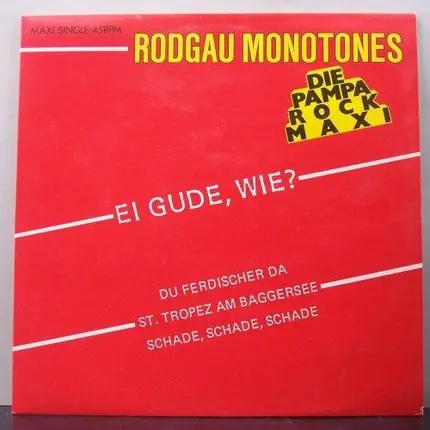 MAXI SINGLE-45RPM
RODGAU MONOTONES
DIE
PAMPA
ROCK
MAXI
EI GUDE, WIE?
DU FERDISCHER DA
ST. TROPEZ AM BAGGERSEE
SCHADE, SCHADE, SCHADE